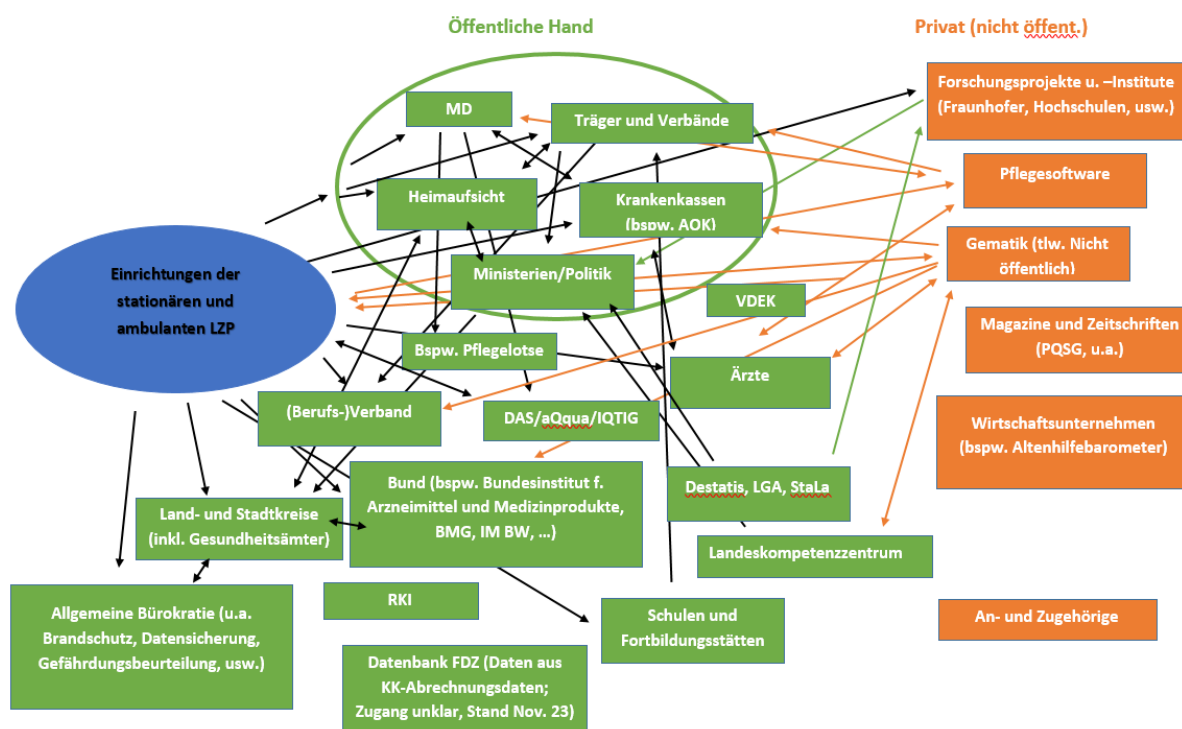 Öffentliche Hand
Privat (nicht öffent.)
MD
Träger und Verbände
Forschungsprojekte u. –Institute
(Fraunhofer, Hochschulen, usw.)
Heimaufsicht
Krankenkassen
(bspw. AOK)
Pflegesoftware
Einrichtungen der
stationären und
ambulanten LZP
Ministerien/Politik
Gematik (tlw. Nicht
öffentlich)
VDEK
Magazine und Zeitschriften
(PQSG, u.a.)
Bspw. Pflegelotse
Ärzte
(Berufs-)Verband
DAS/aQqua/IQTIG
Wirtschaftsunternehmen
(bspw. Altenhilfebarometer)
Bund (bspw. Bundesinstitut f.
Arzneimittel und Medizinprodukte,
BMG, IM BW, …)
Destatis, LGA, StaLa
Land- und Stadtkreise
(inkl. Gesundheitsämter)
Landeskompetenzzentrum
Allgemeine Bürokratie (u.a.
Brandschutz, Datensicherung,
Gefährdungsbeurteilung, usw.)
RKI
Schulen und
Fortbildungsstätten
An- und Zugehörige
Datenbank FDZ (Daten aus
KK-Abrechnungsdaten;
Zugang unklar, Stand Nov. 23)